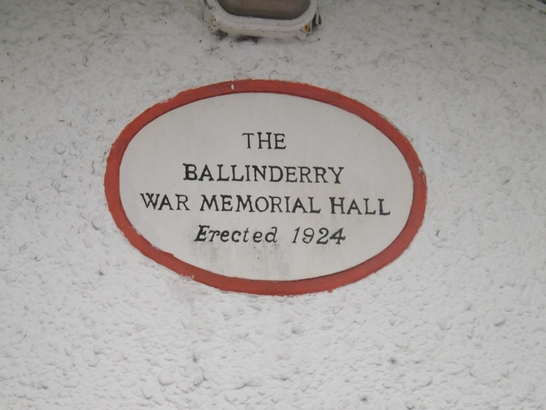 THE
BALLINDERRY
WAR MEMORIAL HALL
Erected 1924